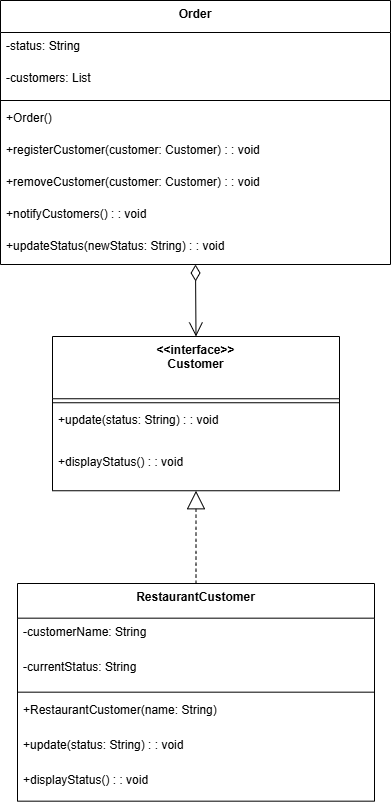 Order
-status: String
-customers: List
+Order()
+registerCustomer(customer: Customer) : : void
+removeCustomer(customer: Customer) : : void
+notifyCustomers() : : void
+updateStatus(newStatus: String) : : void
<<interface>>
Customer
+update(status: String) : : void
+displayStatus() : : void
RestaurantCustomer
-customerName: String
-currentStatus: String
+RestaurantCustomer(name: String)
+update(status: String) : : void
+displayStatus() : : void